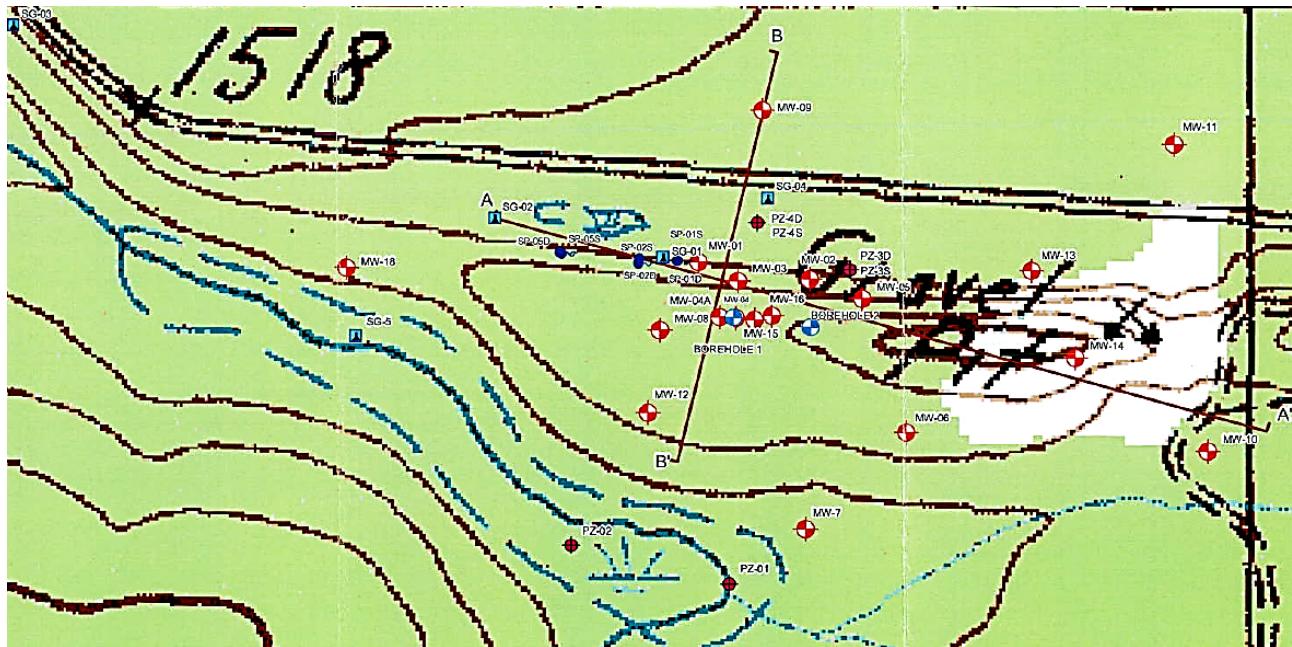 SG-03
1518
B
MW-09
MW-11
SG-04
A
SG-02
PZ-4D
PZ-4S
SP-05D
SP-05S
SP-02S
SP-01S
SG-01
MW-01
SP-02D
SP-01D
MW-03
MW-02
PZ-3D
PZ-3S
MW-13
MW-18
Gravel
MW-05
MW-04A
MW-04
MW-16
MW-08
MW-15
BOREHOLE 2
SG-5
BOREHOLE 1
Pit
MW-14
MW-12
A'
MW-06
MW-10
B'
MW-7
PZ-02
PZ-01